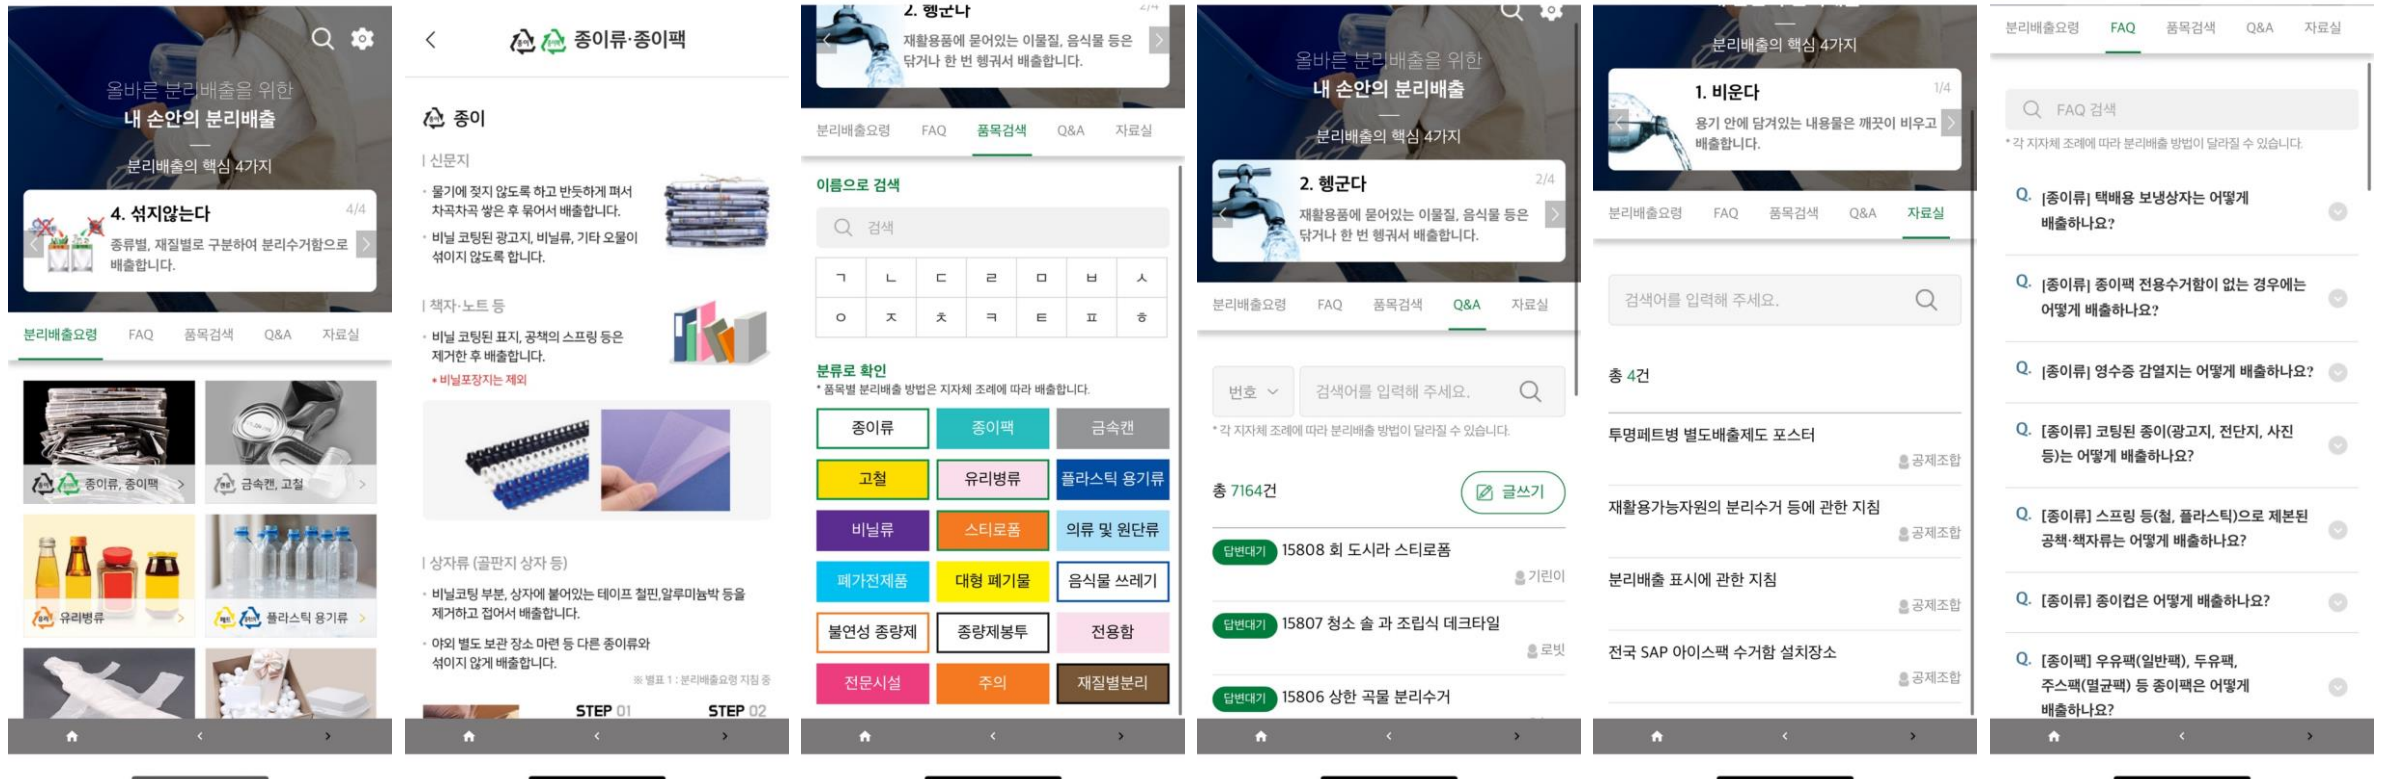 올바른 분리배출을 위한
내 손안의 분리배출
분리배출의 핵심 4가지
4. 섞지않는다
4/4
종류별, 재질별로 구분하여 분리수거함으로
배출합니다.
분리배출요령 FAQ 품목검색 Q&A 자료실
종이류, 종이팩 >
금속캔, 고철 >
유리병류 >
플라스틱 용기류 >
< 종이류·종이팩
종이
| 신문지
· 물기에 젖지 않도록 하고 반듯하게 펴서
차곡차곡 쌓은 후 묶어서 배출합니다.
· 비닐 코팅된 광고지, 비닐류, 기타 오물이
섞이지 않도록 합니다.
| 책자·노트 등
· 비닐 코팅된 표지, 공책의 스프링 등은
제거한 후 배출합니다.
* 비닐포장지는 제외
| 상자류 (골판지 상자 등)
· 비닐코팅 부분, 상자에 붙어있는 테이프 철핀,알루미늄박 등을
제거하고 접어서 배출합니다.
· 야외 별도 보관 장소 마련 등 다른 종이류와
섞이지 않게 배출합니다.
※ 별표 1 : 분리배출요령 지침 중
STEP 01 STEP 02
2. 헹군다
2/4
재활용품에 묻어있는 이물질, 음식물 등은
닦거나 한 번 헹궈서 배출합니다.
분리배출요령 FAQ 품목검색 Q&A 자료실
이름으로 검색
검색
ㄱ ㄴ ㄷ ㄹ ㅁ ㅂ ㅅ
ㅇ ㅈ ㅊ ㅋ ㅌ ㅍ ㅎ
분류로 확인
* 품목별 분리배출 방법은 지자체 조례에 따라 배출합니다.
종이류 종이팩 금속캔
고철 유리병류 플라스틱 용기류
비닐류 스티로폼 의류 및 원단류
폐가전제품 대형 폐기물 음식물 쓰레기
불연성 종량제 종량제봉투 전용함
전문시설 주의 재질별분리
올바른 분리배출을 위한
내 손안의 분리배출
분리배출의 핵심 4가지
2. 헹군다
2/4
재활용품에 묻어있는 이물질, 음식물 등은
닦거나 한 번 헹궈서 배출합니다.
분리배출요령 FAQ 품목검색 Q&A 자료실
번호 검색어를 입력해 주세요.
* 각 지자체 조례에 따라 분리배출 방법이 달라질 수 있습니다.
총 7164건 글쓰기
답변대기 15808 회 도시라 스티로폼
기린이
답변대기 15807 청소 솔 과 조립식 데크타일
로빗
답변대기 15806 상한 곡물 분리수거
분리배출의 핵심 4가지
1. 비운다
1/4
용기 안에 담겨있는 내용물은 깨끗이 비우고
배출합니다.
분리배출요령 FAQ 품목검색 Q&A 자료실
검색어를 입력해 주세요.
총 4건
투명페트병 별도배출제도 포스터
공제조합
재활용가능자원의 분리수거 등에 관한 지침
공제조합
분리배출 표시에 관한 지침
공제조합
전국 SAP 아이스팩 수거함 설치장소
공제조합
분리배출요령 FAQ 품목검색 Q&A 자료실
FAQ 검색
* 각 지자체 조례에 따라 분리배출 방법이 달라질 수 있습니다.
Q. [종이류] 택배용 보냉상자는 어떻게
배출하나요?
Q. [종이류] 종이팩 전용수거함이 없는 경우에는
어떻게 배출하나요?
Q. [종이류] 영수증 감열지는 어떻게 배출하나요?
Q. [종이류] 코팅된 종이(광고지, 전단지, 사진
등)는 어떻게 배출하나요?
Q. [종이류] 스프링 등(철, 플라스틱)으로 제본된
공책·책자류는 어떻게 배출하나요?
Q. [종이류] 종이컵은 어떻게 배출하나요?
Q. [종이팩] 우유팩(일반팩), 두유팩,
주스팩(멸균팩) 등 종이팩은 어떻게
배출하나요?